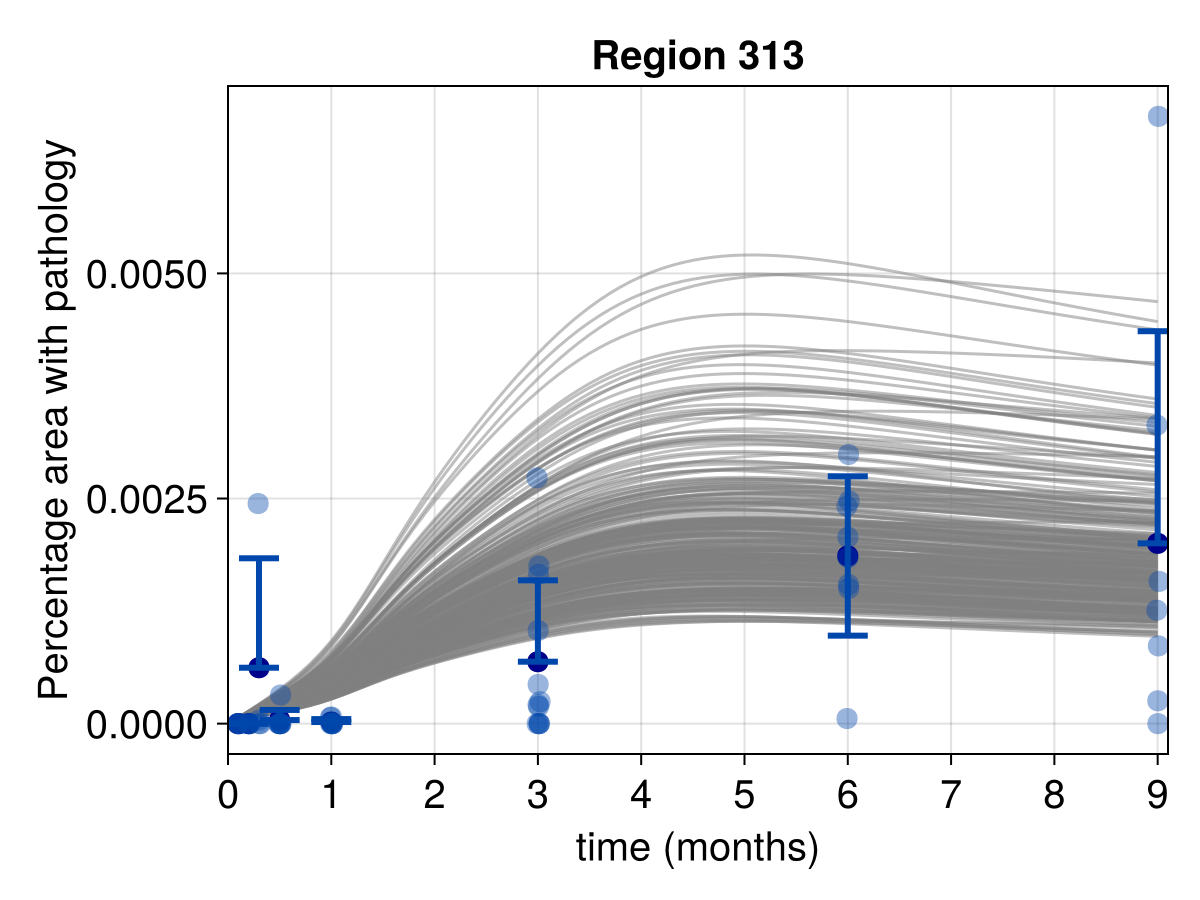 Region 313
Percentage area with pathology
0.0050
0.0025
0.0000
0 1 2 3 4 5 6 7 8 9
time (months)